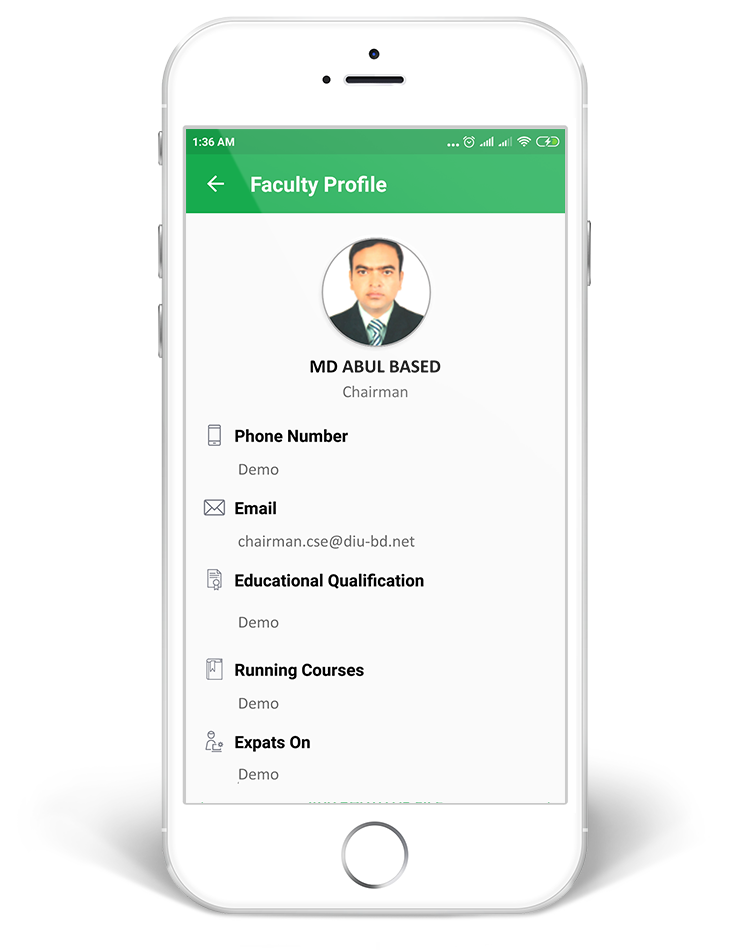 1:36 AM
Faculty Profile
MD ABUL BASED
Chairman
Phone Number
Demo
Email
chairman.cse@diu-bd.net
Educational Qualification
Demo
Running Courses
Demo
Expats On
Demo